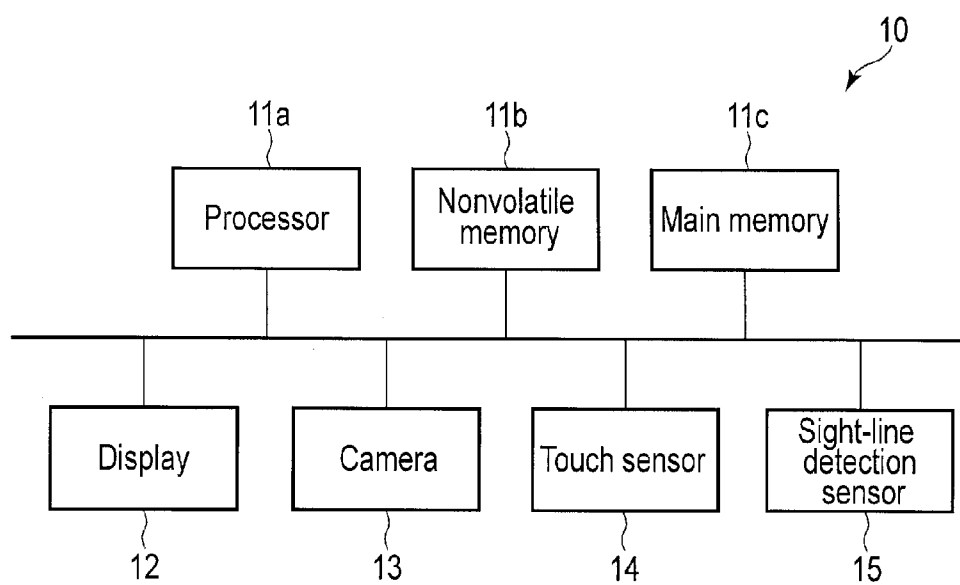 10
11a
11b
11c
Processor
Nonvolatile
memory
Main memory
Display
Camera
Touch sensor
Sight-line
detection
sensor
12
13
14
15